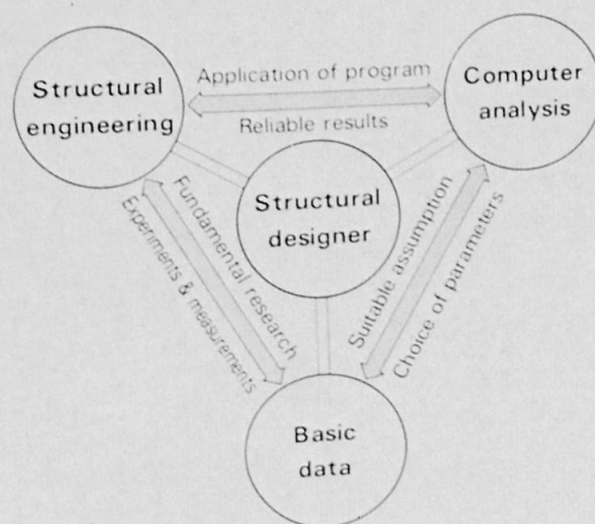 Structural
engineering
Application of program
Reliable results
Computer
analysis
Structural
designer
Fundamental research
Experiments & measurements
Suitable assumption
Choice of parameters
Basic
data